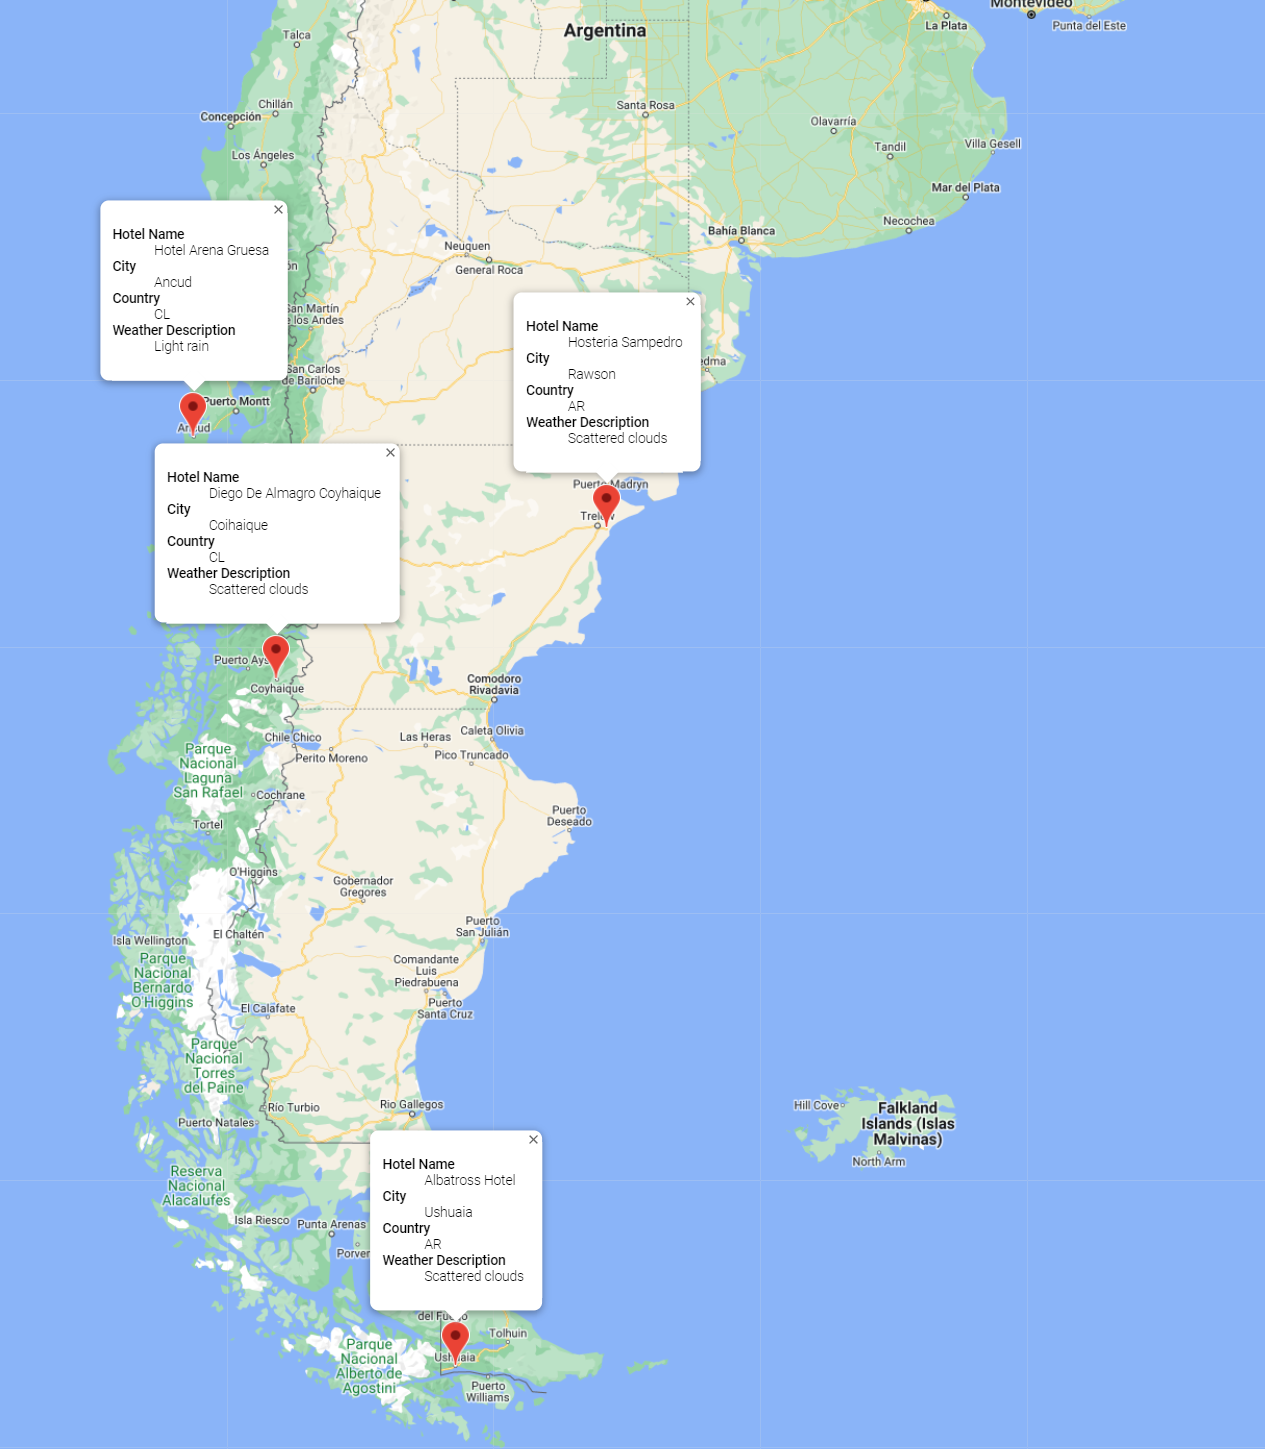 Montevideo
Argentina
La Plata
Punta del Este
Talca
Chillán
Concepción
Santa Rosa
Olavarría
Los Ángeles
Tandil
Villa Gesell
Mar del Plata
Necochea
Bahía Blanca
Neuquen
General Roca
Hotel Name
Hotel Arena Gruesa
City
Ancud
Country
CL
Weather Description
Light rain
San Martín
de los Andes
San Carlos
de Bariloche
Puerto Montt
Hotel Name
Hosteria Sampedro
City
Rawson
Country
AR
Weather Description
Scattered clouds
Puerto Madryn
Hotel Name
Diego De Almagro Coyhaique
City
Coihaique
Country
CL
Weather Description
Scattered clouds
Coyhaique
Comodoro
Rivadavia
Chile Chico
Las Heras
Caleta Olivia
Perito Moreno
Pico Truncado
Parque
Nacional
Laguna
San Rafael
Cochrane
Puerto
Deseado
Tortel
O'Higgins
Gobernador
Gregores
Puerto
San Julián
Isla Wellington
El Chaltén
Parque
Nacional
Bernardo
O'Higgins
Comandante
Luis
Piedrabuena
El Calafate
Puerto
Santa Cruz
Parque
Nacional
Torres
del Paine
Río Turbio
Rio Gallegos
Puerto Natales
Hill Cove
Falkland
Islands (Islas
Malvinas)
North Arm
Reserva
Nacional
Alacalufes
Isla Riesco
Punta Arenas
Hotel Name
Albatross Hotel
City
Ushuaia
Country
AR
Weather Description
Scattered clouds
Tolhuin
Parque
Nacional
Alberto de
Agostini
Puerto
Williams